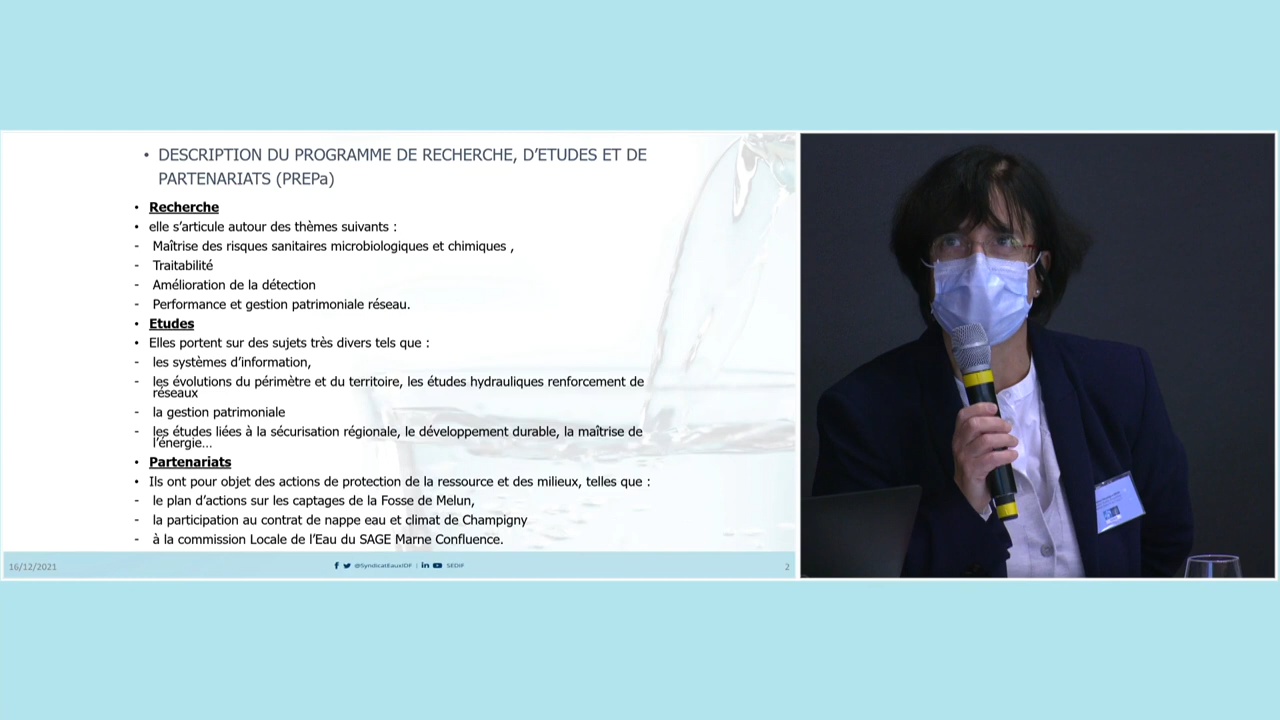 • DESCRIPTION DU PROGRAMME DE RECHERCHE, D’ETUDES ET DE
PARTENARIATS (PREPa)
• Recherche
• elle s’articule autour des thèmes suivants :
- Maîtrise des risques sanitaires microbiologiques et chimiques ,
- Traitabilité
- Amélioration de la détection
- Performance et gestion patrimoniale réseau.
• Etudes
• Elles portent sur des sujets très divers tels que :
- les systèmes d’information,
- les évolutions du périmètre et du territoire, les études hydrauliques renforcement de
réseaux
- la gestion patrimoniale
- les études liées à la sécurisation régionale, le développement durable, la maîtrise de
l’énergie...
• Partenariats
• Ils ont pour objet des actions de protection de la ressource et des milieux, telles que :
- le plan d’actions sur les captages de la Fosse de Melun,
- la participation au contrat de nappe eau et climat de Champigny
- à la commission Locale de l’Eau du SAGE Marne Confluence.
16/12/2021
@SyndicatEauxIDF | SEDIF
2